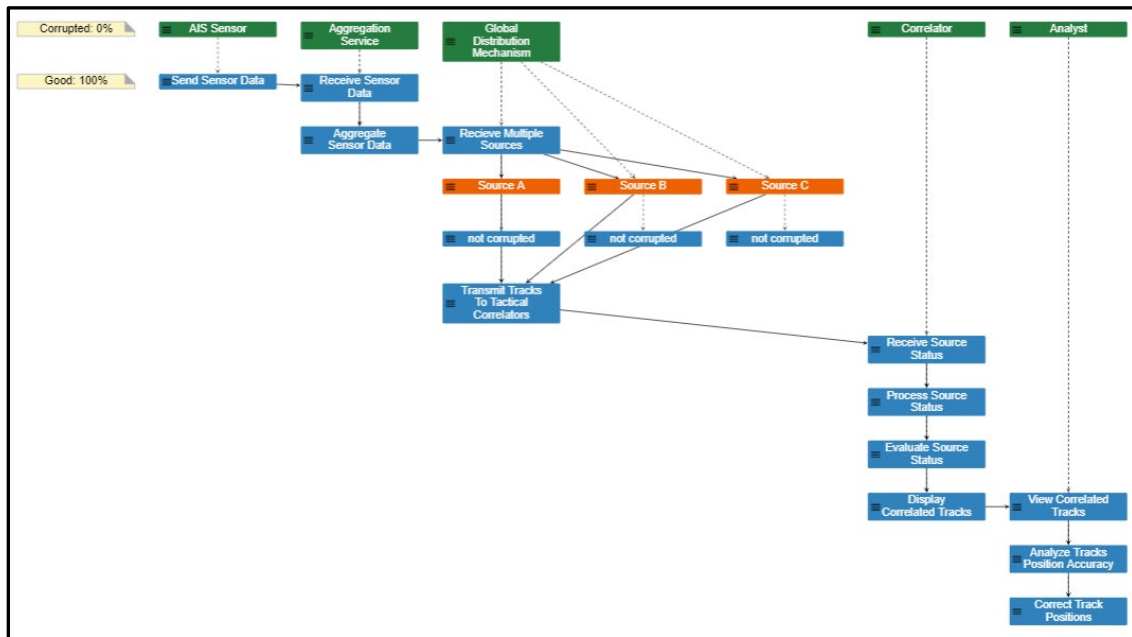 Corrupted: 0%
AIS Sensor
Aggregation
Service
Global
Distribution
Mechanism
Correlator
Analyst
Good: 100%
Send Sensor Data
Receive Sensor
Data
Aggregate
Sensor Data
Recieve Multiple
Sources
Source A
Source B
Source C
not corrupted
not corrupted
not corrupted
Transmit Tracks
To Tactical
Correlators
Receive Source
Status
Process Source
Status
Evaluate Source
Status
Display
Correlated Tracks
View Correlated
Tracks
Analyze Tracks
Position Accuracy
Correct Track
Positions